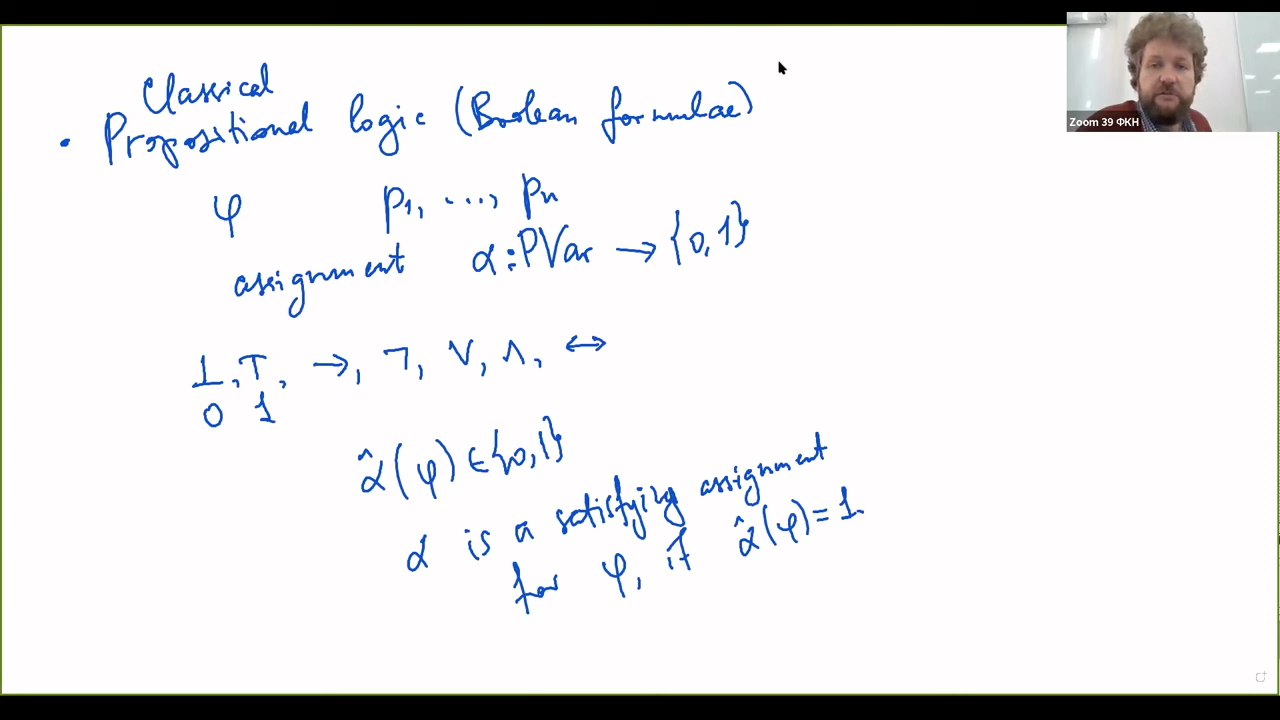 Classical
• Propositional logic (Boolean formulae)
φ p₁, ..., pₙ
assignment α : PVar → {0,1}
⊥, ⊤, →, ¬, ∨, ∧, ↔
0 1
α̂(φ) ∈ {0,1}
α is a satisfying assignment
for φ, if α̂(φ) = 1.
Zoom 39 ФКН